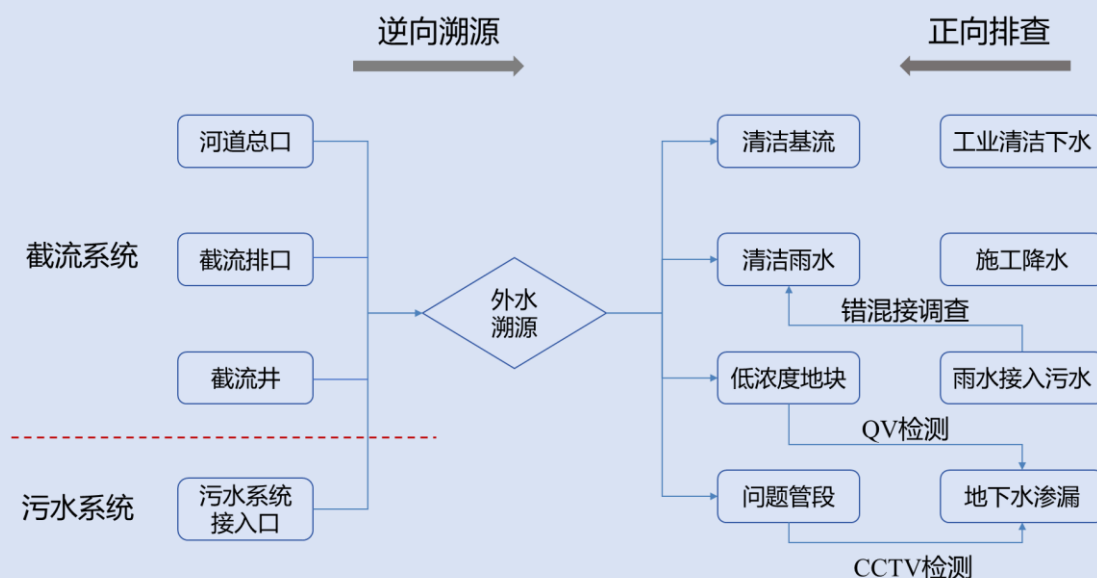 逆向溯源
正向排查
河道总口
清洁基流
工业清洁下水
截流系统
截流排口
清洁雨水
施工降水
外水
溯源
错混接调查
截流井
低浓度地块
雨水接入污水
QV检测
污水系统
污水系统
接入口
问题管段
地下水渗漏
CCTV检测